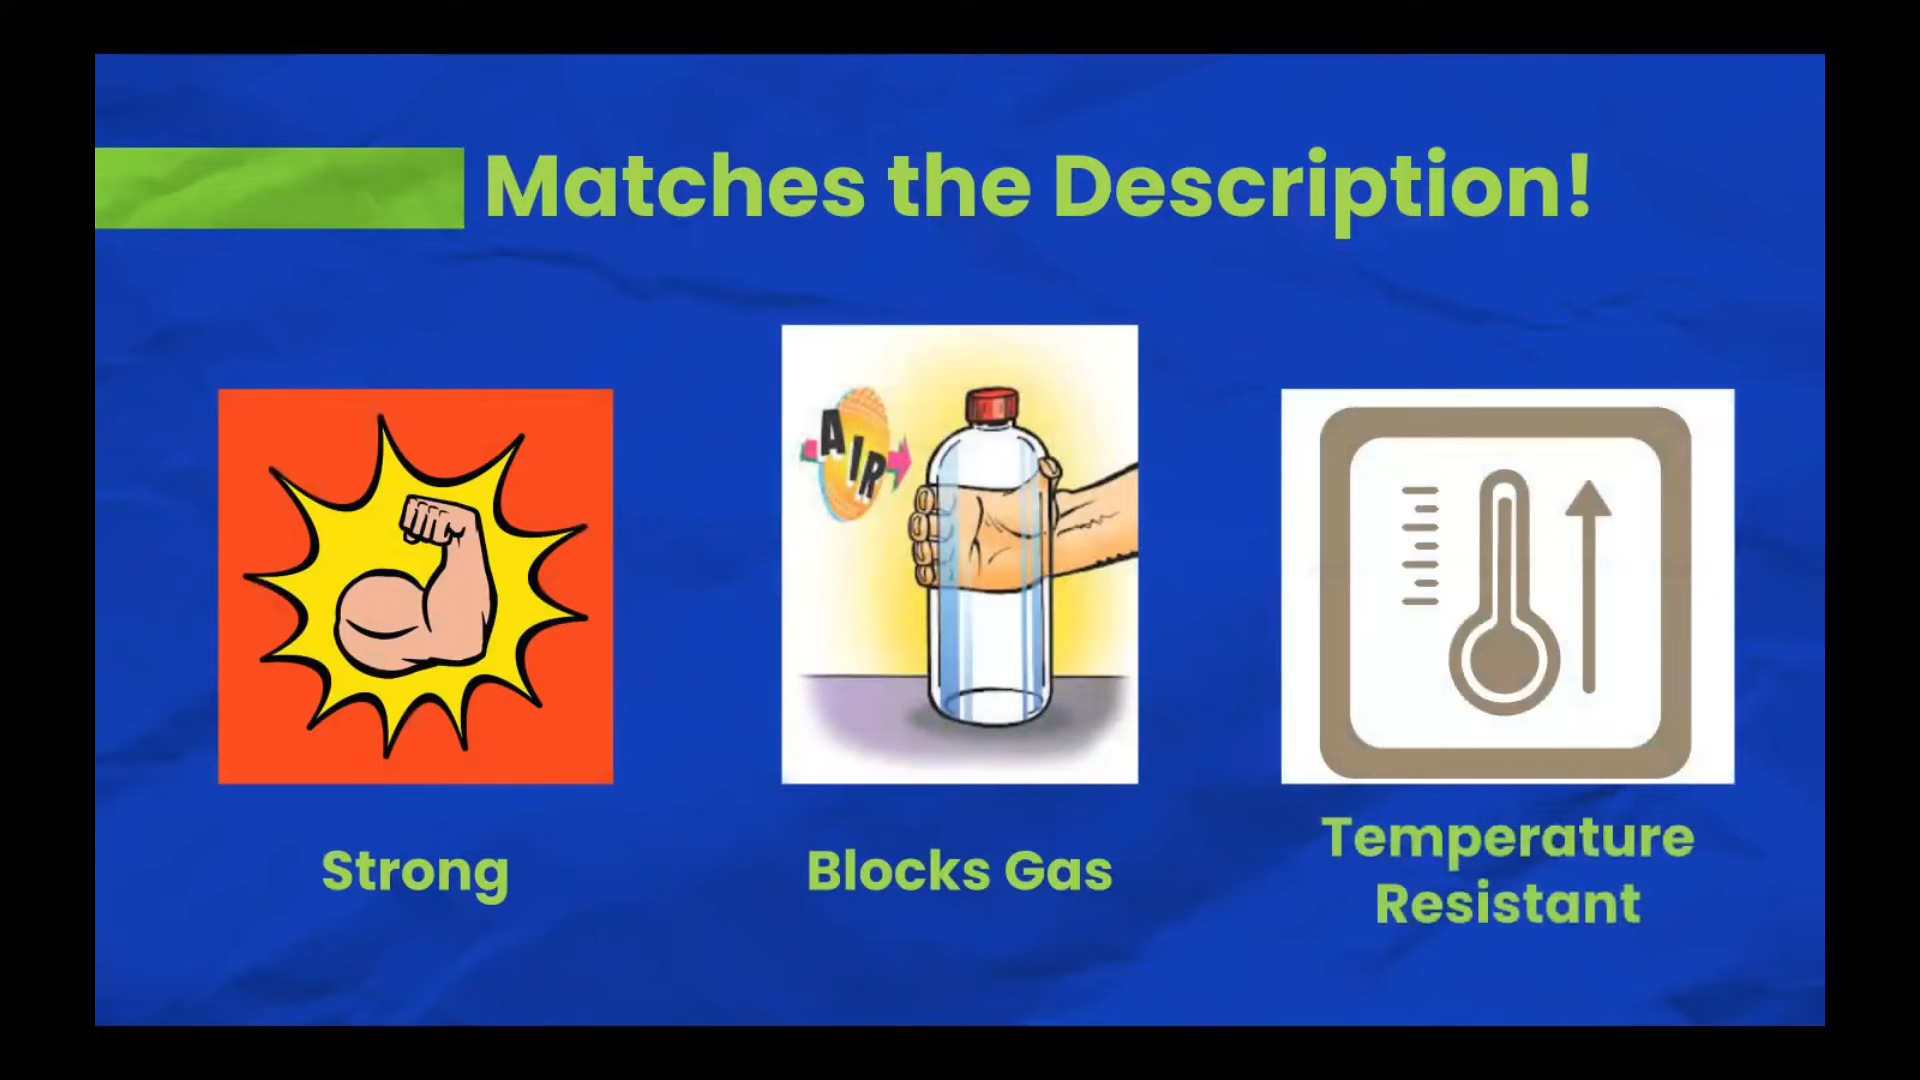 Matches the Description!
AIR
Strong
Blocks Gas
Temperature
Resistant